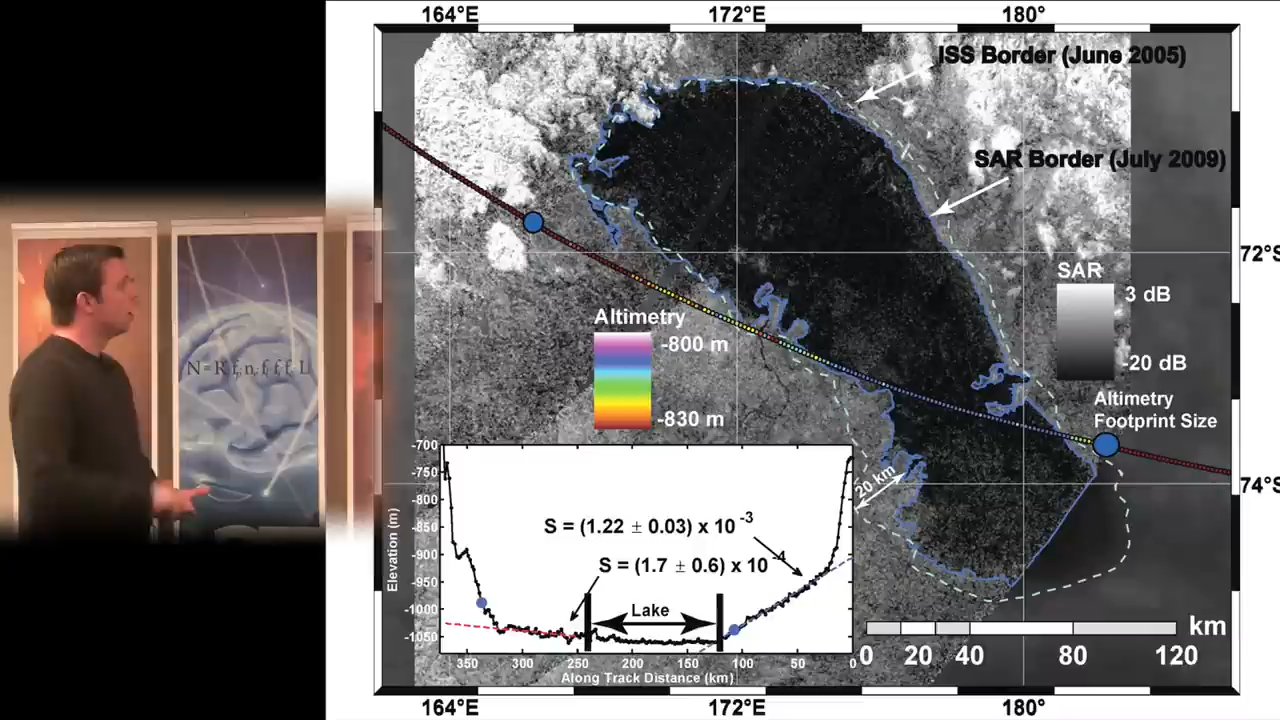 164°E
172°E
180°
ISS Border (June 2005)
SAR Border (July 2009)
72°S
SAR
3 dB
-20 dB
Altimetry
-800 m
-830 m
Altimetry
Footprint Size
74°S
20 km
N=R
L
-700
-750
-800
-850
-900
-950
-1000
-1050
Elevation (m)
S = (1.22 ± 0.03) x 10 -3
S = (1.7 ± 0.6) x 10 -4
Lake
350
300
250
200
150
100
50
0
Along Track Distance (km)
km
0
20
40
80
120
164°E
172°E
180°